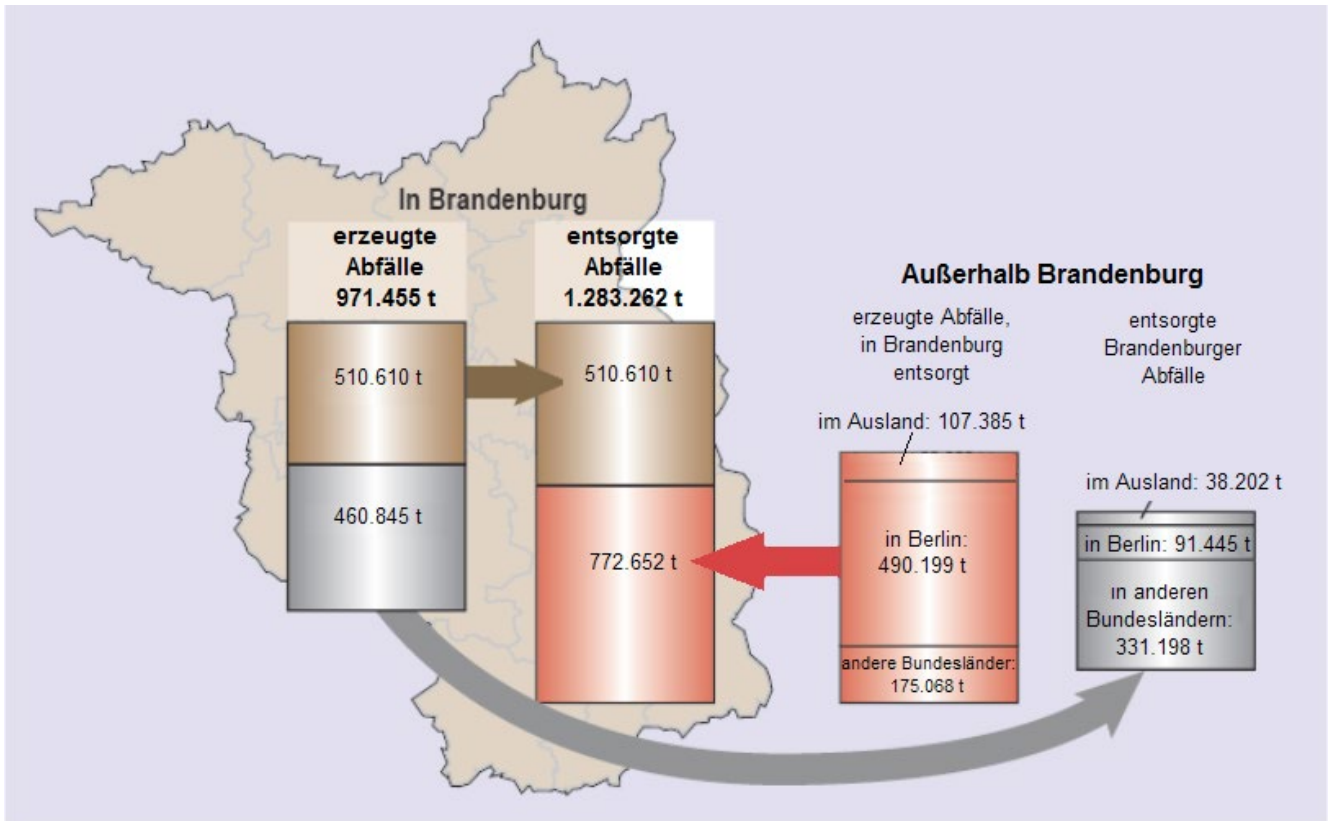 In Brandenburg
erzeugte
Abfälle
971.455 t
entsorgte
Abfälle
1.283.262 t
510.610 t
510.610 t
460.845 t
772.652 t
Außerhalb Brandenburg
erzeugte Abfälle,
in Brandenburg
entsorgt
im Ausland: 107.385 t
in Berlin:
490.199 t
andere Bundesländer:
175.068 t
entsorgte
Brandenburger
Abfälle
im Ausland: 38.202 t
in Berlin: 91.445 t
in anderen
Bundesländern:
331.198 t